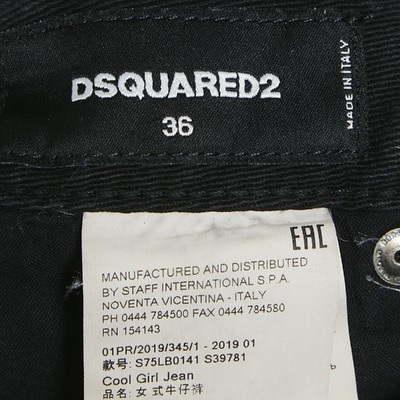 DSQUARED2
36
MADE IN ITALY
EAC
MANUFACTURED AND DISTRIBUTED
BY STAFF INTERNATIONAL S.P.A.
NOVENTA VICENTINA - ITALY
PH 0444 784500 FAX 0444 784580
RN 154143
01PR/2019/345/1 - 2019 01
款号: S75LB0141 S39781
Cool Girl Jean
品名: 女式牛仔裤